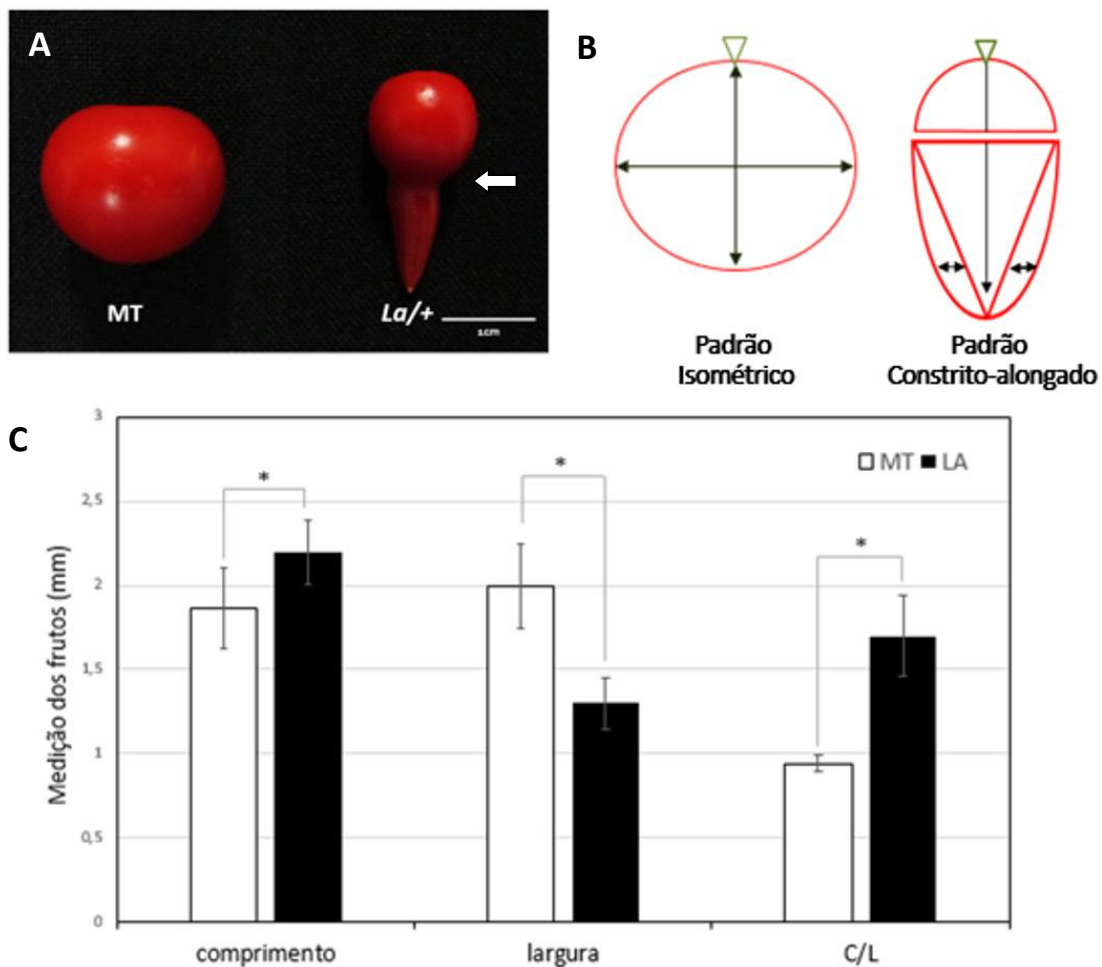 A
MT
La/+
1cm
B
Padrão
Isométrico
Padrão
Constrito-alongado
C
Medição dos frutos (mm)
3
2,5
2
1,5
1
0,5
0
MT LA
*
*
*
comprimento
largura
C/L